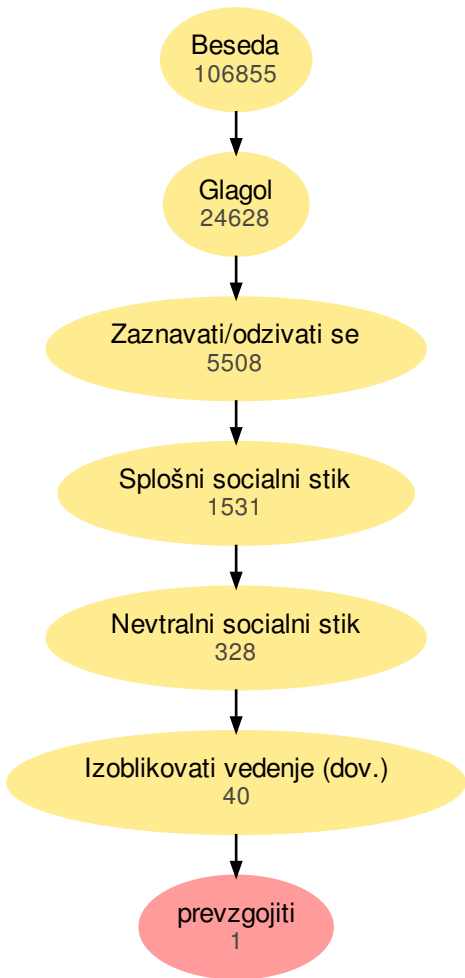 Beseda
106855
Glagol
24628
Zaznavati/odzivati se
5508
Splošni socialni stik
1531
Nevtralni socialni stik
328
Izoblikovati vedenje (dov.)
40
prevzgojiti
1